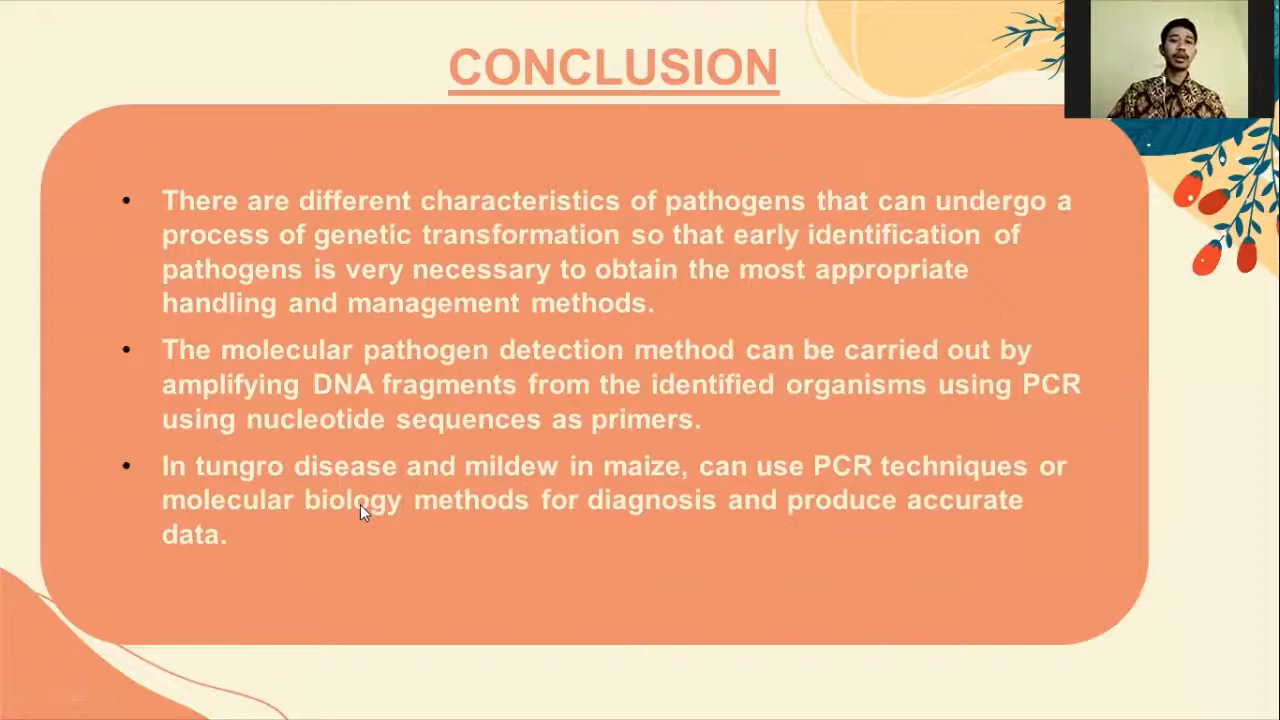 CONCLUSION
• There are different characteristics of pathogens that can undergo a
process of genetic transformation so that early identification of
pathogens is very necessary to obtain the most appropriate
handling and management methods.
• The molecular pathogen detection method can be carried out by
amplifying DNA fragments from the identified organisms using PCR
using nucleotide sequences as primers.
• In tungro disease and mildew in maize, can use PCR techniques or
molecular biology methods for diagnosis and produce accurate
data.